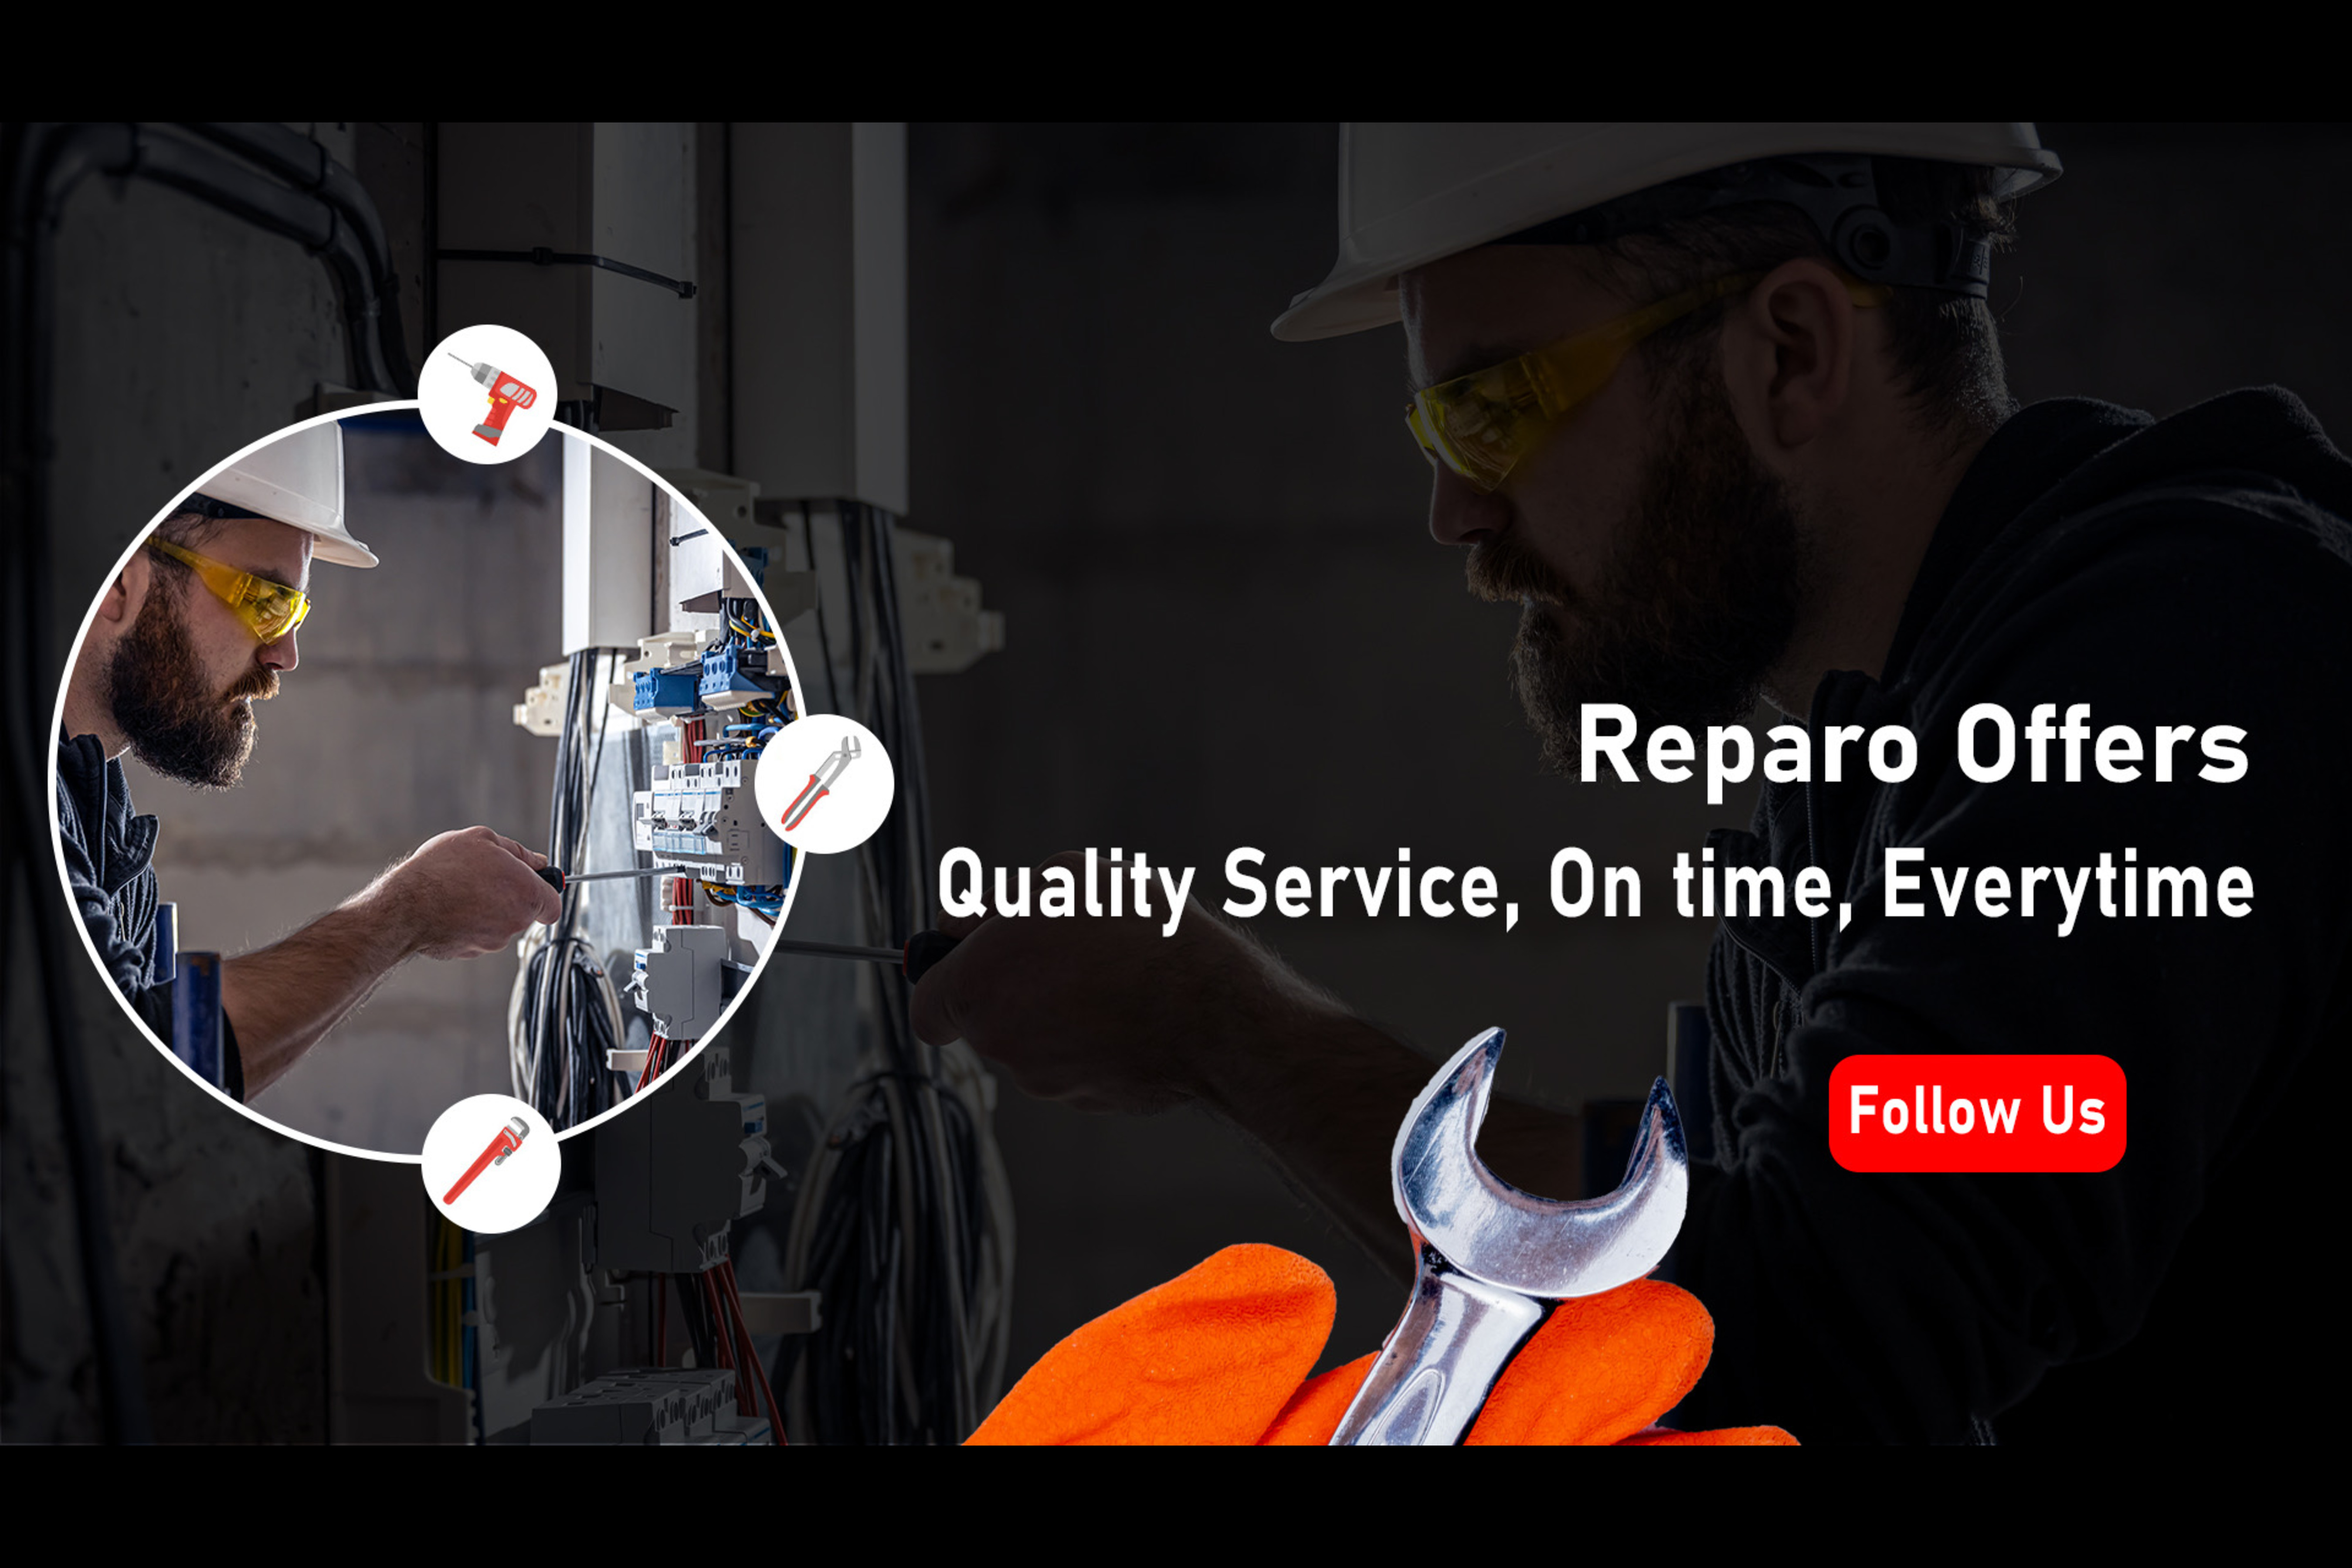 Reparo Offers
Quality Service, On time, Everytime
Follow Us